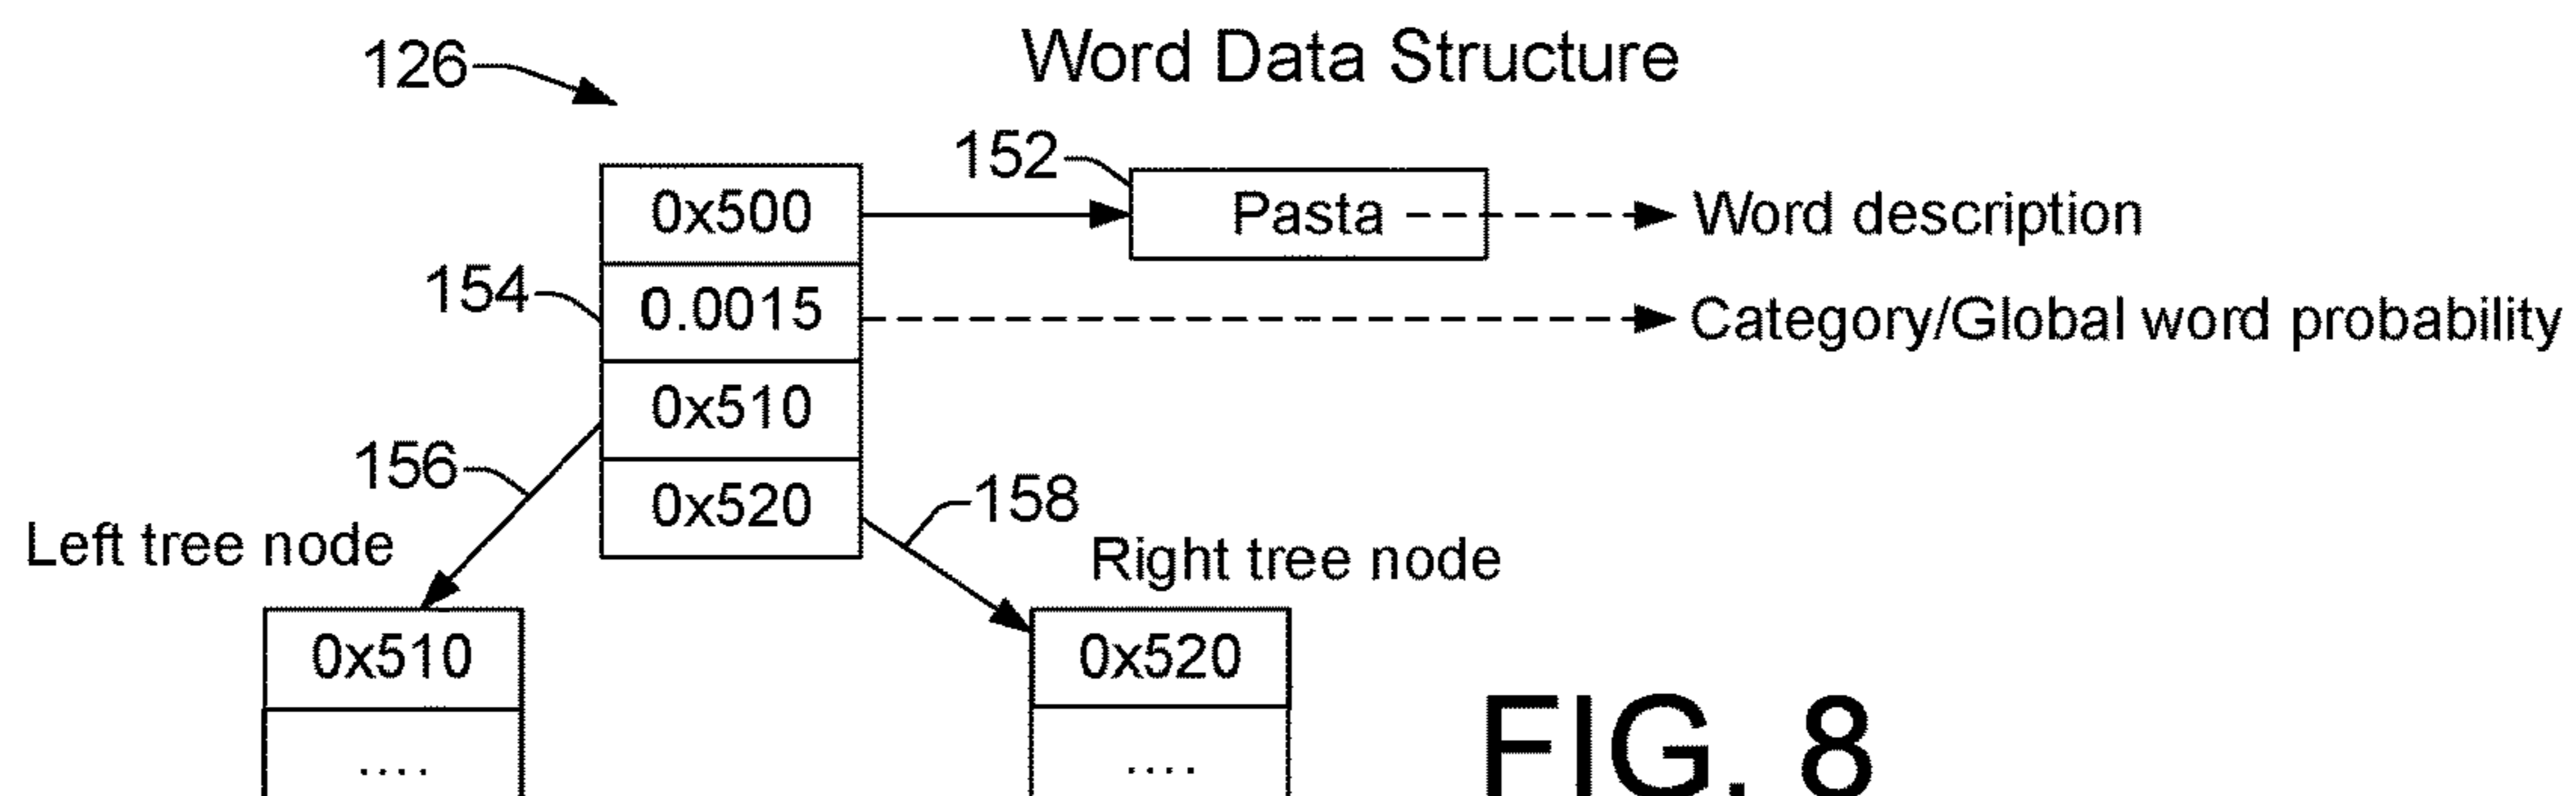 Word Data Structure
126
152
0x500
Pasta
Word description
154
0.0015
Category/Global word probability
0x510
156
0x520
158
Left tree node
Right tree node
0x510
0x520
....
....
FIG. 8